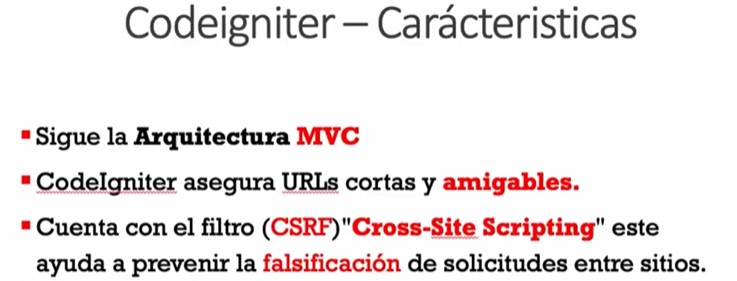 Codeigniter – Carácteristicas
▪ Sigue la Arquitectura MVC
▪ CodeIgniter asegura URLs cortas y amigables.
▪ Cuenta con el filtro (CSRF)"Cross-Site Scripting" este
ayuda a prevenir la falsificación de solicitudes entre sitios.